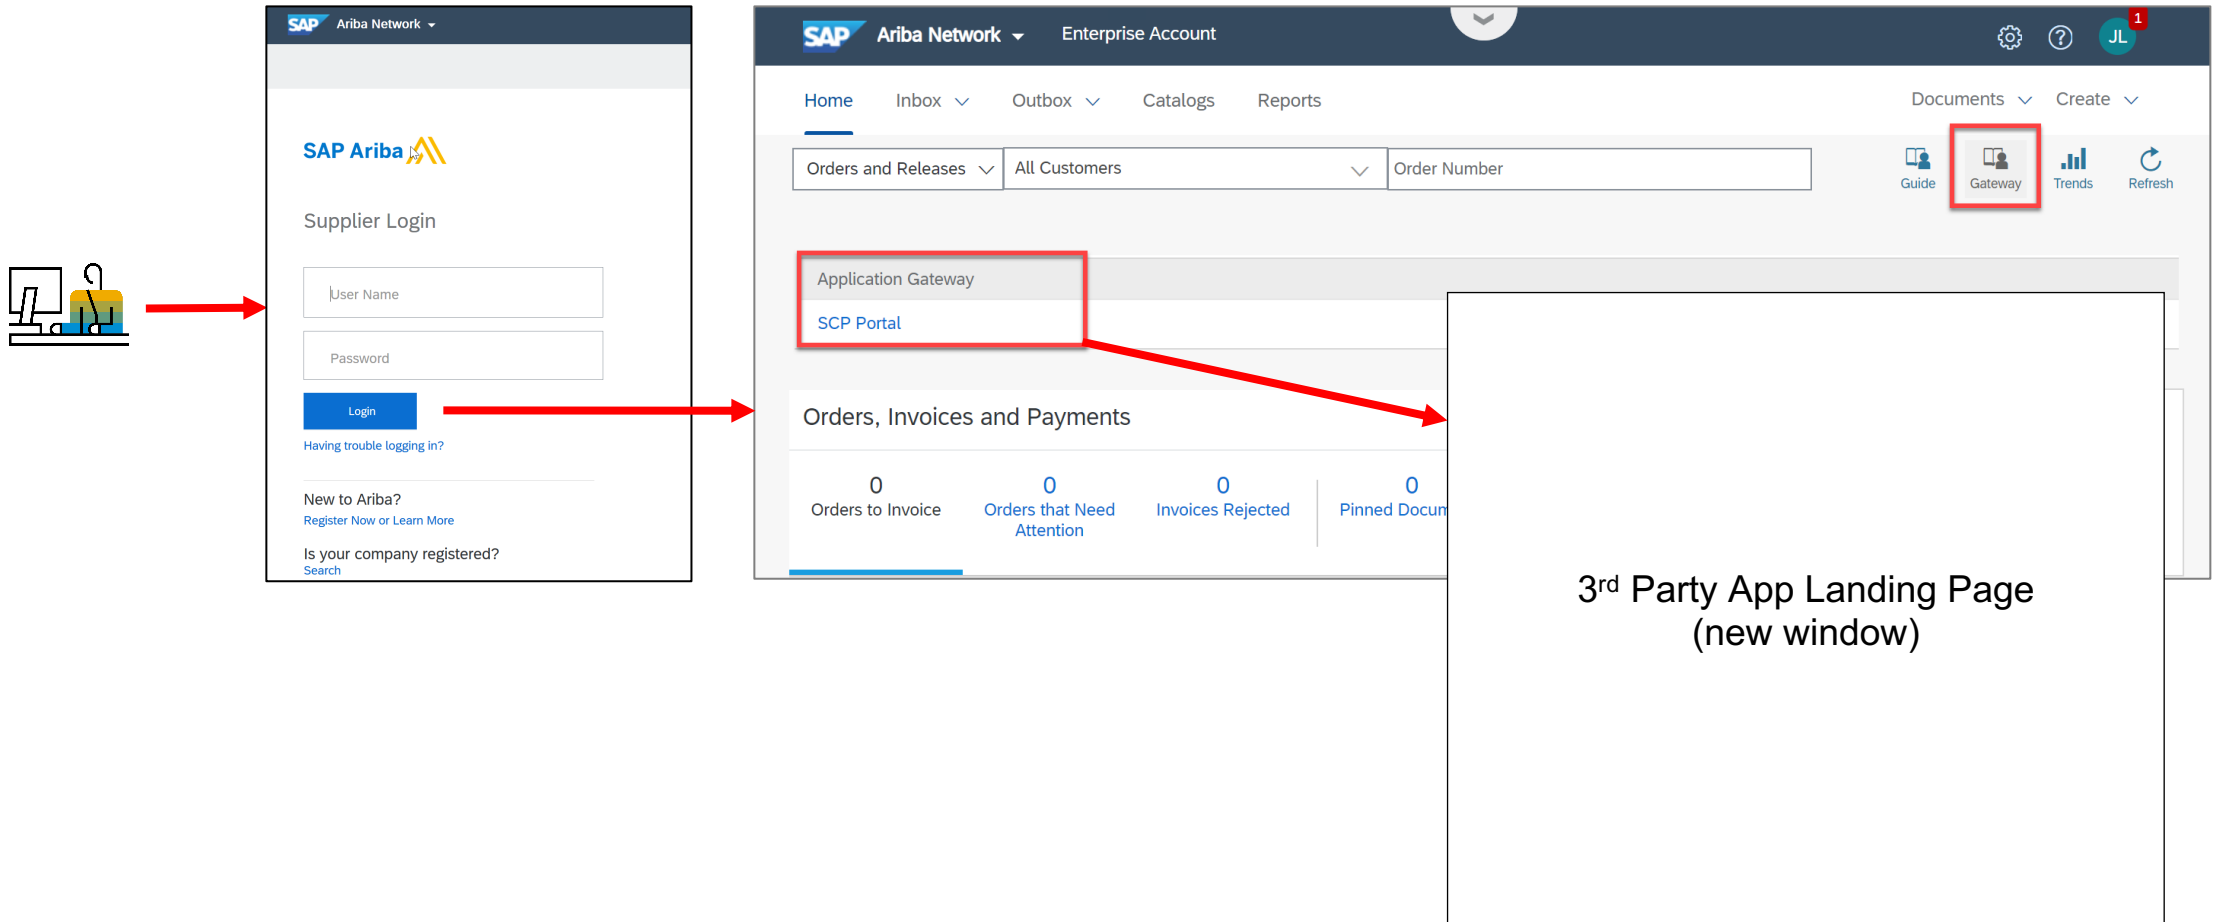 SAP Ariba Network
SAP Ariba
Supplier Login
User Name
Password
Login
Having trouble logging in?
New to Ariba?
Register Now or Learn More
Is your company registered?
Search
SAP Ariba Network Enterprise Account JL 1
Home Inbox Outbox Catalogs Reports Documents Create
Orders and Releases All Customers Order Number
Guide Gateway Trends Refresh
Application Gateway
SCP Portal
Orders, Invoices and Payments
0 0 0 0
Orders to Invoice Orders that Need Invoices Rejected Pinned Docum
Attention
3rd Party App Landing Page
(new window)